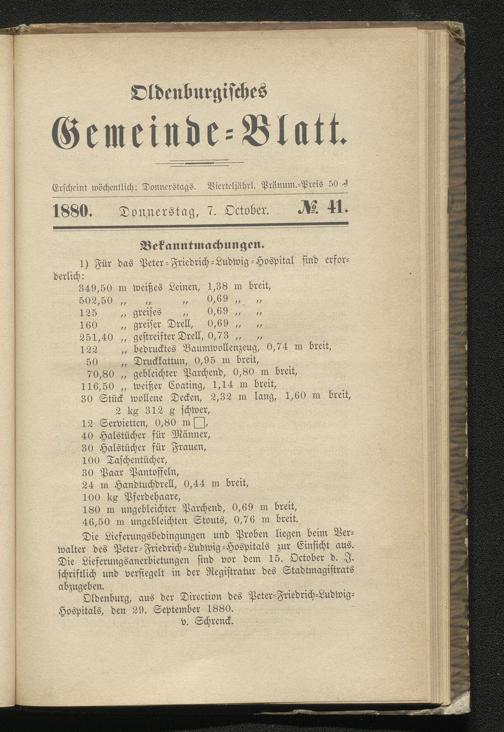 Oldenburgisches
Gemeinde-Blatt.
Erscheint wöchentlich: Donnerstags. Vierteljährl. Pränum.-Preis 50 ₰
1880. Donnerstag, 7. October. № 41.
Bekanntmachungen.
1) Für das Peter-Friedrich-Ludwig-Hospital sind erfor-
derlich:
349,50 m weißes Leinen, 1,38 m breit,
502,50 „ „ „ 0,69 „ „
125 „ greises „ 0,69 „ „
160 „ greiser Drell, 0,69 „ „
251,40 „ gestreifter Drell, 0,73 „ „
122 „ bedrucktes Baumwollenzeug, 0,74 m breit,
50 „ Druckkattun, 0,95 m breit,
70,80 „ gebleichter Parchend, 0,80 m breit,
116,50 „ weißer Coating, 1,14 m breit,
30 Stück wollene Decken, 2,32 m lang, 1,60 m breit,
2 kg 312 g schwer,
12 Servietten, 0,80 m □,
40 Halstücher für Männer,
30 Halstücher für Frauen,
100 Taschentücher,
30 Paar Pantoffeln,
24 m Handtuchdrell, 0,44 m breit,
100 kg Pferdehaare,
180 m ungebleichter Parchend, 0,69 m breit,
46,50 m ungebleichten Stouts, 0,76 m breit.
Die Lieferungsbedingungen und Proben liegen beim Ver-
walter des Peter-Friedrich-Ludwig-Hospitals zur Einsicht aus.
Die Lieferungsanerbietungen sind vor dem 15. October d. J.
schriftlich und versiegelt in der Registratur des Stadtmagistrats
abzugeben.
Oldenburg, aus der Direction des Peter-Friedrich-Ludwig-
Hospitals, den 29. September 1880.
v. Schrenck.